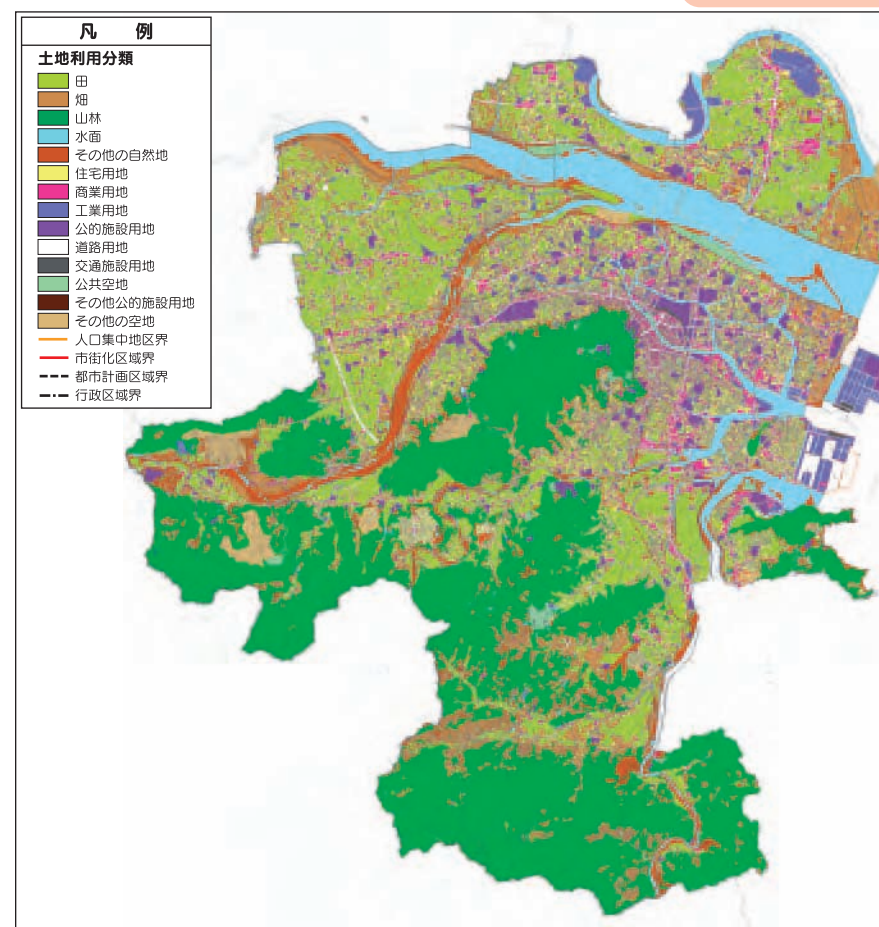 凡 例
土地利用分類
田
畑
山林
水面
その他の自然地
住宅用地
商業用地
工業用地
公的施設用地
道路用地
交通施設用地
公共空地
その他公的施設用地
その他の空地
人口集中地区界
市街化区域界
都市計画区域界
行政区域界